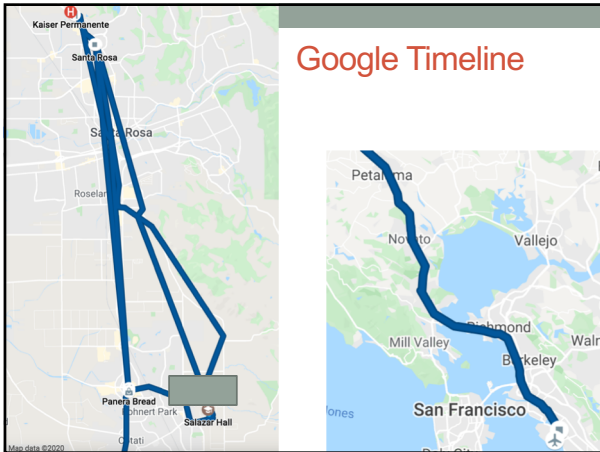 Kaiser Permanente
Santa Rosa
Santa Rosa
Roseland
Panera Bread
Rohnert Park
Salazar Hall
Cotati
Map data ©2020
Google Timeline
Petaluma
Novato
Vallejo
Richmond
Mill Valley
Berkeley
San Francisco